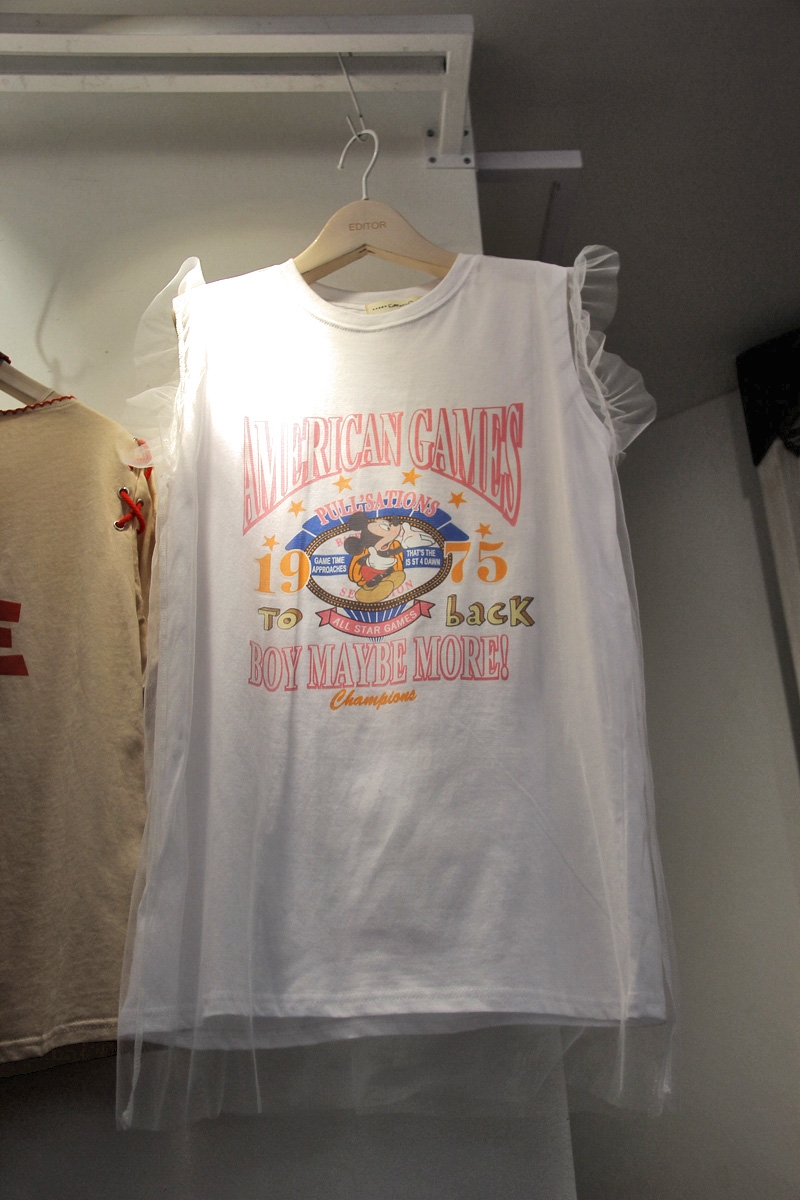 EDITOR
AMERICAN GAMES
PULL'SATIONS
19 75
GAME TIME
APPROACHES
THAT'S THE
IS ST 4 DAWN
TO back
ALL STAR GAMES
BOY MAYBE MORE!
Champions
E